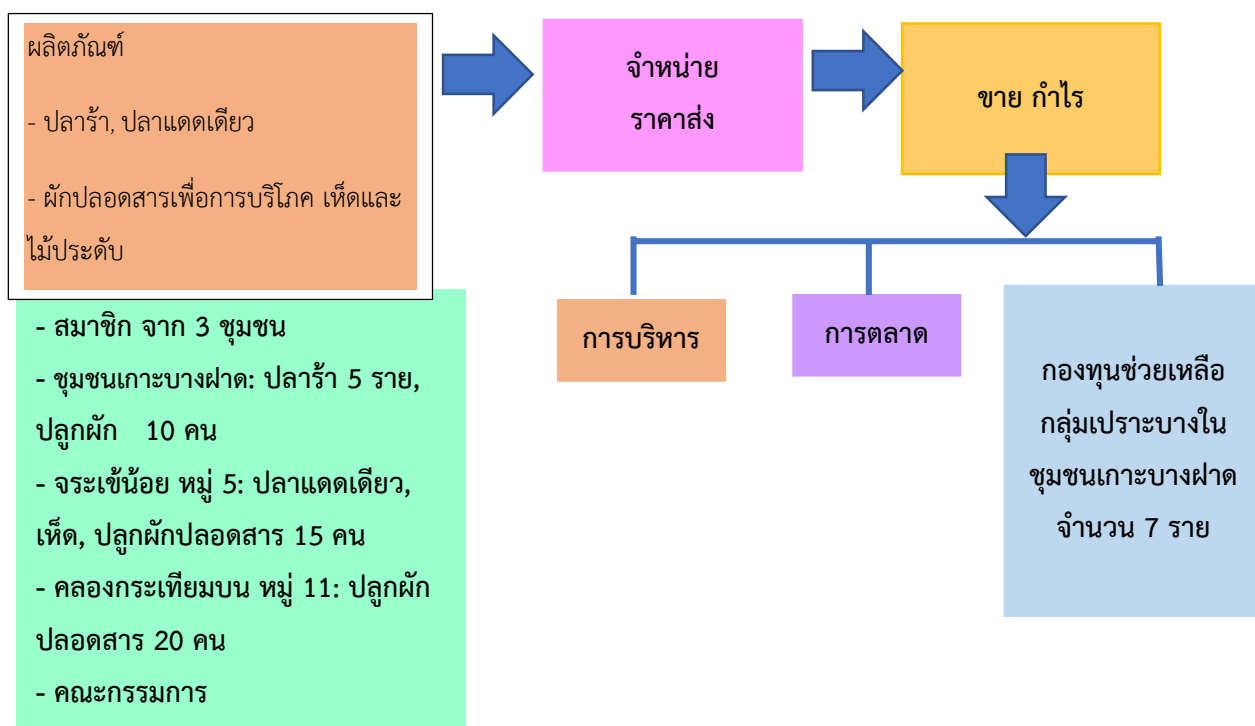 ผลิตภัณฑ์
- ปลาร้า, ปลาแดดเดียว
- ผักปลอดสารเพื่อการบริโภค เห็ดและ
ไม้ประดับ
จำหน่าย
ราคาส่ง
ขาย กำไร
- สมาชิก จาก 3 ชุมชน
- ชุมชนเกาะบางฝาด: ปลาร้า 5 ราย,
ปลูกผัก 10 คน
- จระเข้น้อย หมู่ 5: ปลาแดดเดียว,
เห็ด, ปลูกผักปลอดสาร 15 คน
- คลองกระเทียมบน หมู่ 11: ปลูกผัก
ปลอดสาร 20 คน
- คณะกรรมการ
การบริหาร
การตลาด
กองทุนช่วยเหลือ
กลุ่มเปราะบางใน
ชุมชนเกาะบางฝาด
จำนวน 7 ราย